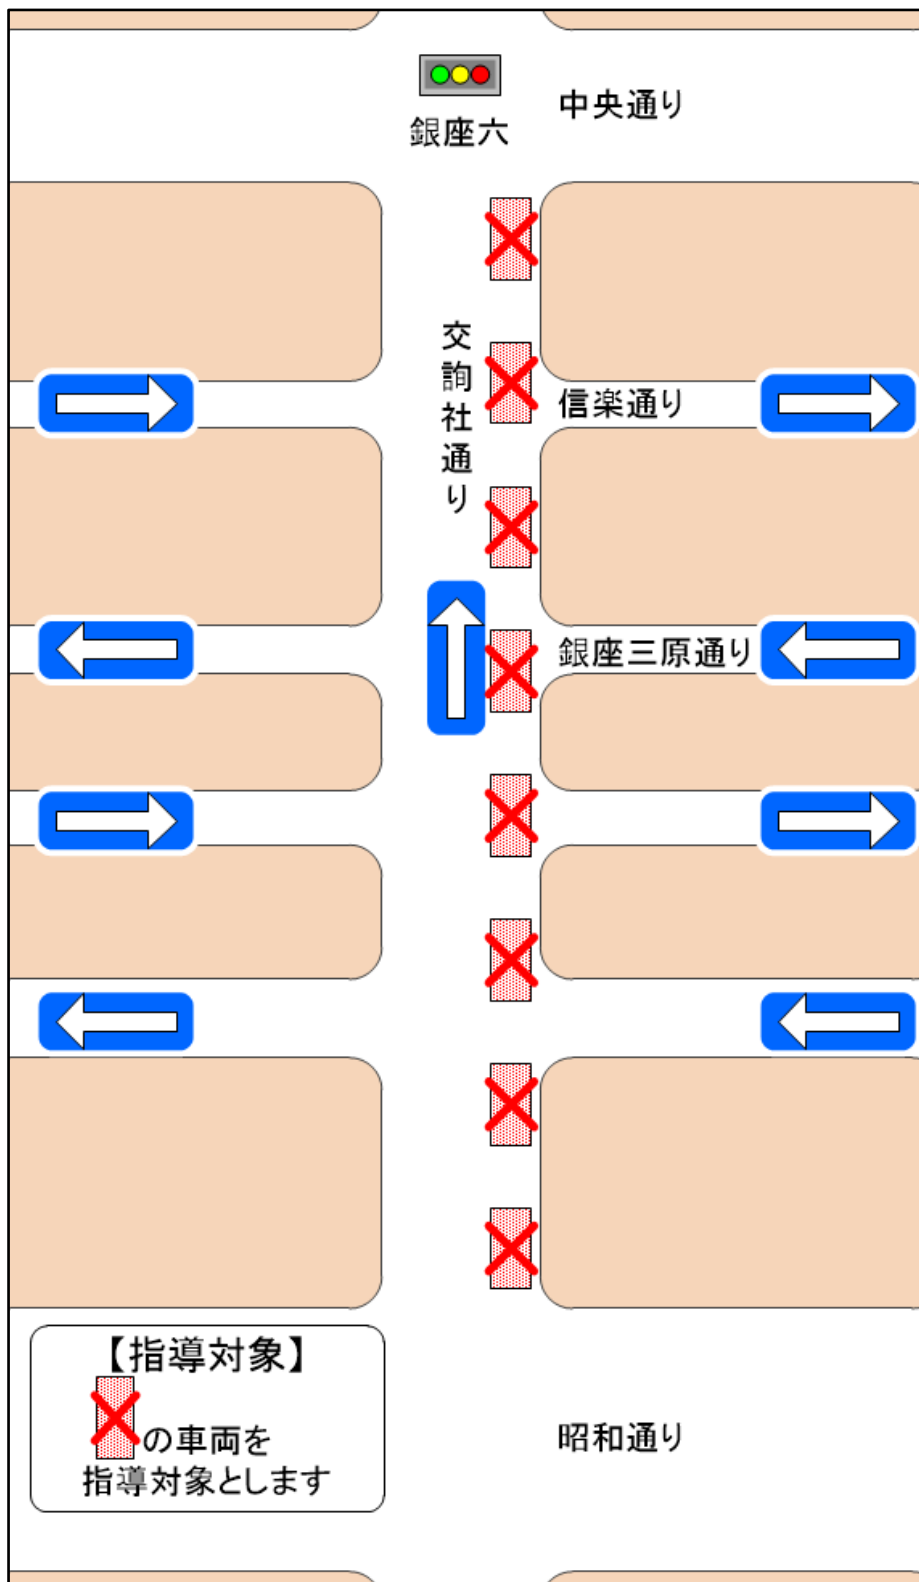 中央通り
銀座六
交詢社通り
信楽通り
銀座三原通り
【指導対象】
の車両を
指導対象とします
昭和通り